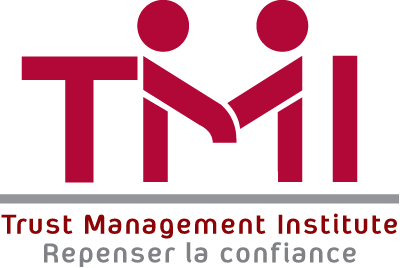 TMI
Trust Management Institute
Repenser la confiance